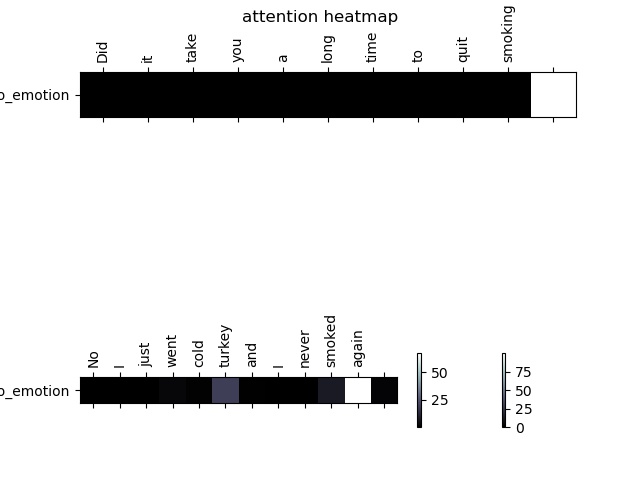 attention heatmap
Did it take you a long time to quit smoking
o_emotion
No I just went cold turkey and I never smoked again
o_emotion
50
25
75
50
25
0